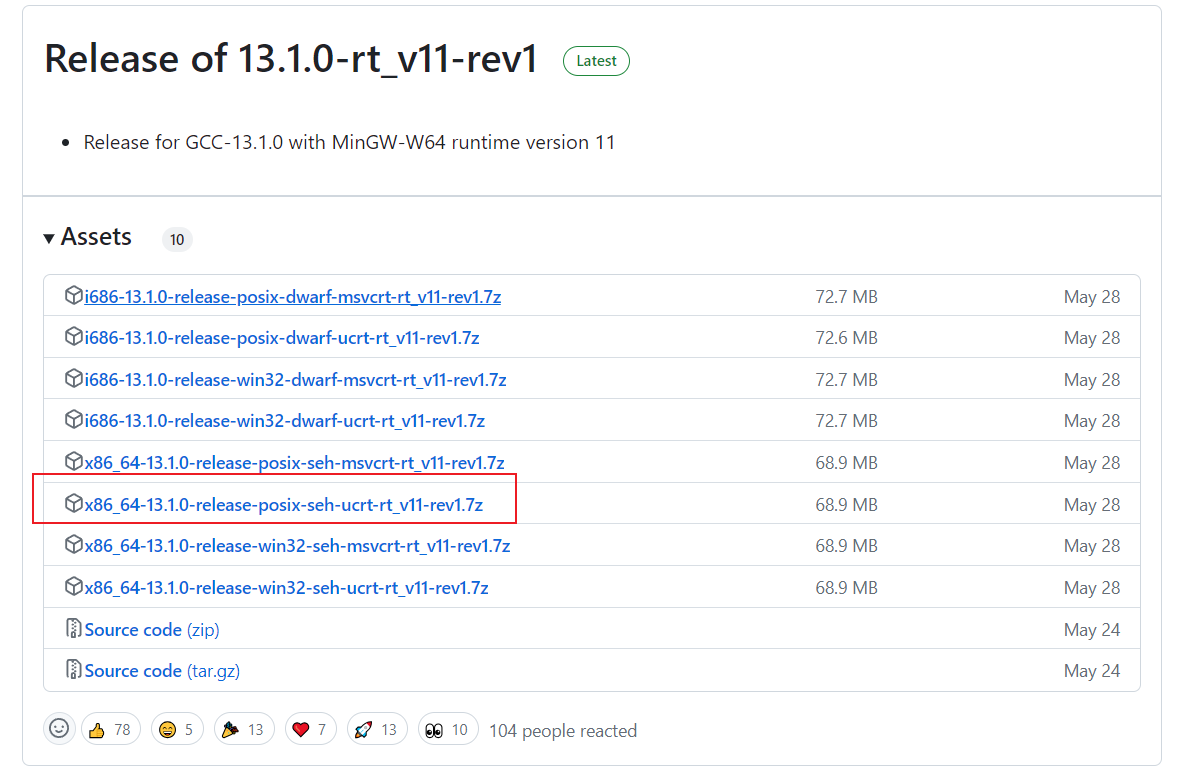 Release of 13.1.0-rt_v11-rev1 Latest
Release for GCC-13.1.0 with MinGW-W64 runtime version 11
Assets 10
i686-13.1.0-release-posix-dwarf-msvcrt-rt_v11-rev1.7z 72.7 MB May 28
i686-13.1.0-release-posix-dwarf-ucrt-rt_v11-rev1.7z 72.6 MB May 28
i686-13.1.0-release-win32-dwarf-msvcrt-rt_v11-rev1.7z 72.7 MB May 28
i686-13.1.0-release-win32-dwarf-ucrt-rt_v11-rev1.7z 72.7 MB May 28
x86_64-13.1.0-release-posix-seh-msvcrt-rt_v11-rev1.7z 68.9 MB May 28
x86_64-13.1.0-release-posix-seh-ucrt-rt_v11-rev1.7z 68.9 MB May 28
x86_64-13.1.0-release-win32-seh-msvcrt-rt_v11-rev1.7z 68.9 MB May 28
x86_64-13.1.0-release-win32-seh-ucrt-rt_v11-rev1.7z 68.9 MB May 28
Source code (zip) May 24
Source code (tar.gz) May 24
78 5 13 7 13 10 104 people reacted